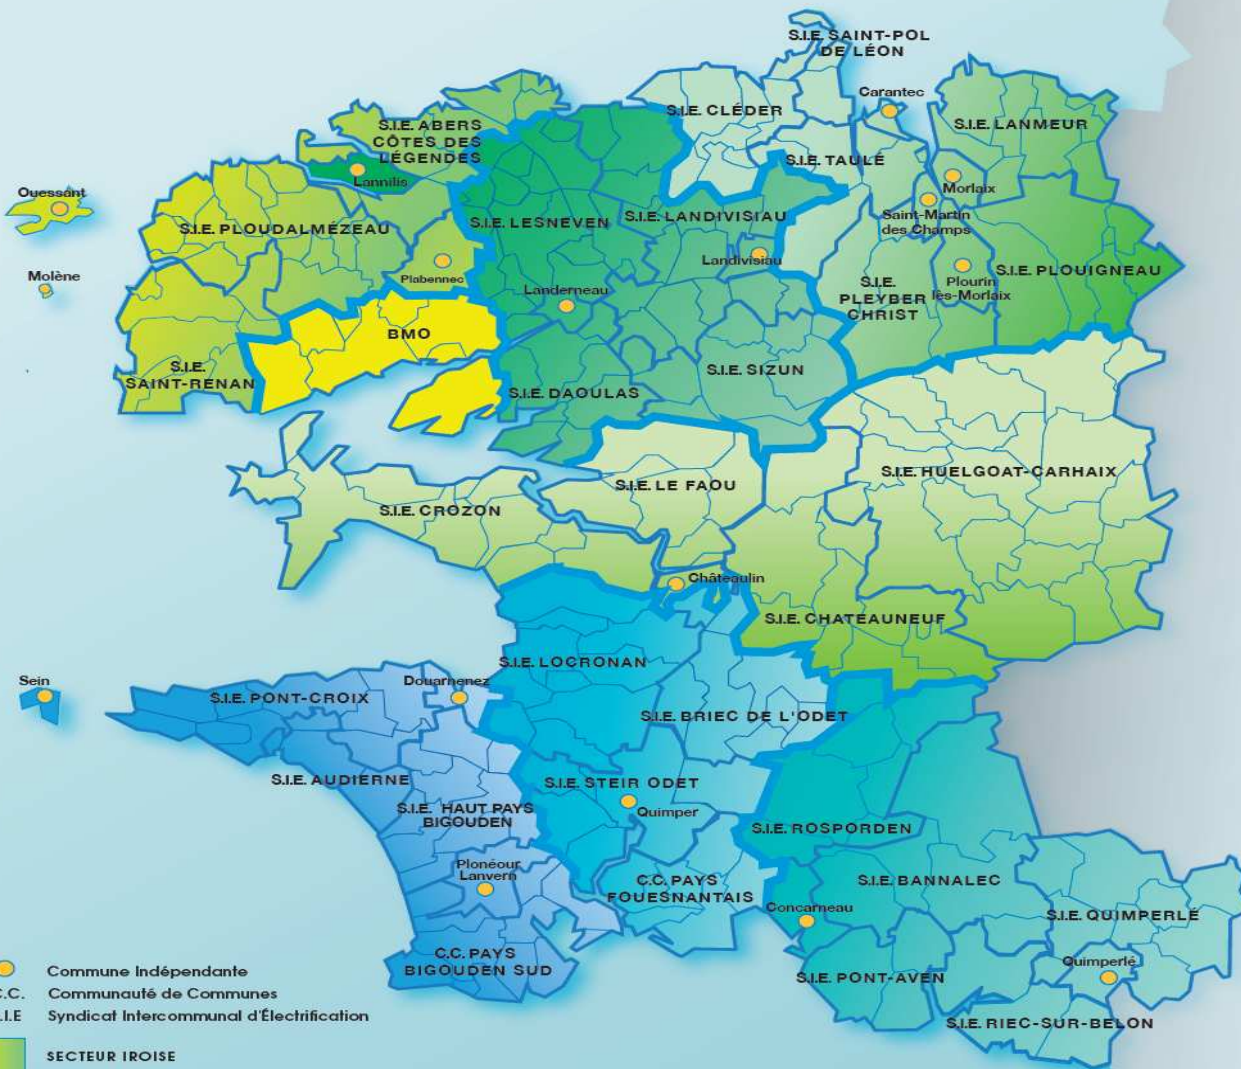 S.I.E. SAINT-POL
DE LÉON
Carantec
S.I.E. CLÉDER
S.I.E. LANMEUR
S.I.E. ABERS
CÔTES DES
LÉGENDES
S.I.E. TAULÉ
Lannilis
Morlaix
Ouessant
Saint-Martin
des Champs
S.I.E. LESNEVEN
S.I.E. LANDIVISIAU
S.I.E. PLOUDALMÉZEAU
Landivisiau
Plabennec
Molène
Landerneau
S.I.E. PLOUIGNEAU
Plourin
lès-Morlaix
S.I.E.
PLEYBER
CHRIST
BMO
S.I.E.
SAINT-RENAN
S.I.E. SIZUN
S.I.E. DAOULAS
S.I.E. HUELGOAT-CARHAIX
S.I.E. LE FAOU
S.I.E. CROZON
Châteaulin
S.I.E. CHATEAUNEUF
S.I.E. LOCRONAN
Sein
Douarnenez
S.I.E. PONT-CROIX
S.I.E. BRIEC DE L'ODET
S.I.E. AUDIERNE
S.I.E. STEIR ODET
S.I.E. HAUT PAYS
BIGOUDEN
Quimper
S.I.E. ROSPORDEN
Plonéour
Lanvern
C.C. PAYS
FOUESNANTAIS
S.I.E. BANNALEC
Concarneau
S.I.E. QUIMPERLÉ
C.C. PAYS
BIGOUDEN SUD
Quimperlé
S.I.E. PONT-AVEN
S.I.E. RIEC-SUR-BELON
Commune Indépendante
C.C. Communauté de Communes
.I.E Syndicat Intercommunal d'Électrification
SECTEUR IROISE